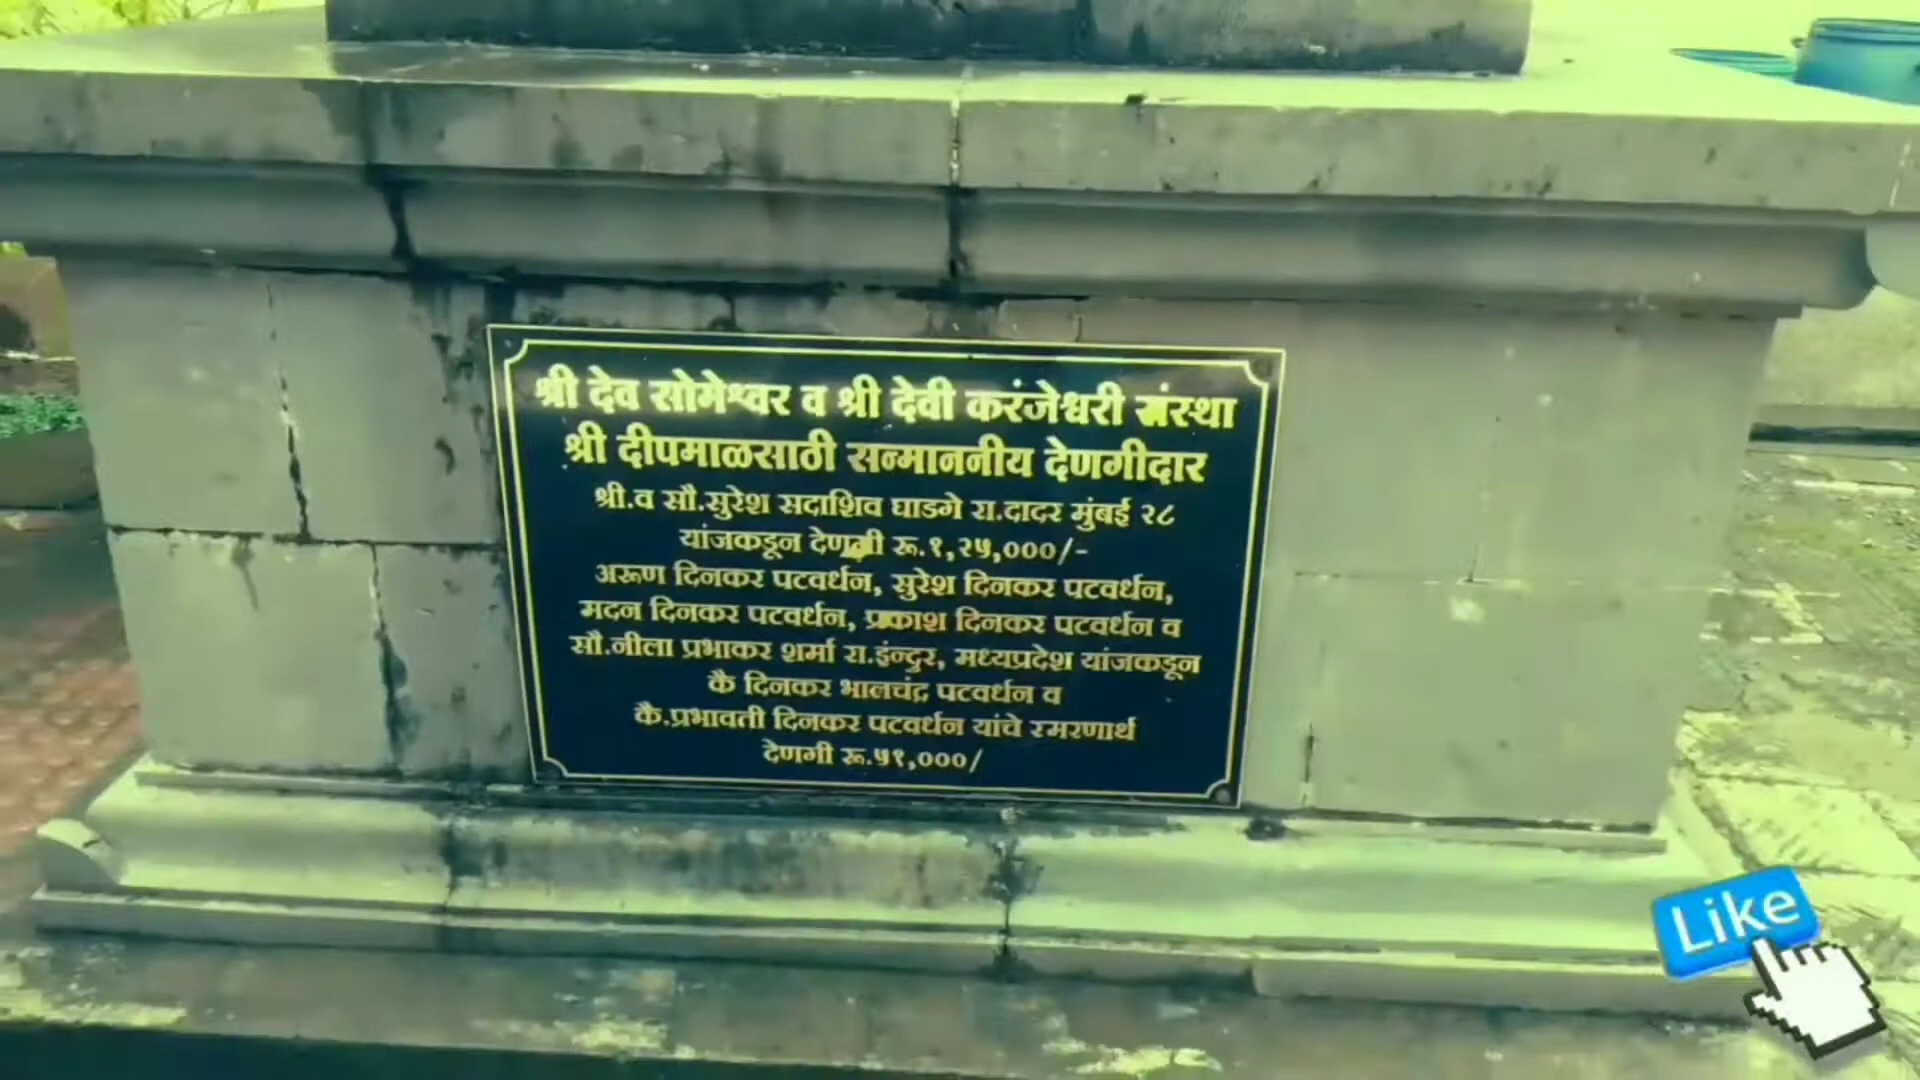 श्री देव सोमेश्वर व श्री देवी करंजेश्वरी संस्था
श्री दीपमाळसाठी सन्माननीय देणगीदार
श्री.व सौ.सुरेश सदाशिव घाडगे रा.दादर मुंबई २८
यांजकडून देणगी रू.१,२५,०००/-
अरूण दिनकर पटवर्धन, सुरेश दिनकर पटवर्धन,
मदन दिनकर पटवर्धन, प्रकाश दिनकर पटवर्धन व
सौ.नीला प्रभाकर शर्मा रा.इंन्दुर, मध्यप्रदेश यांजकडून
कै दिनकर भालचंद्र पटवर्धन व
कै.प्रभावती दिनकर पटवर्धन यांचे स्मरणार्थ
देणगी रू.५१,०००/
Like